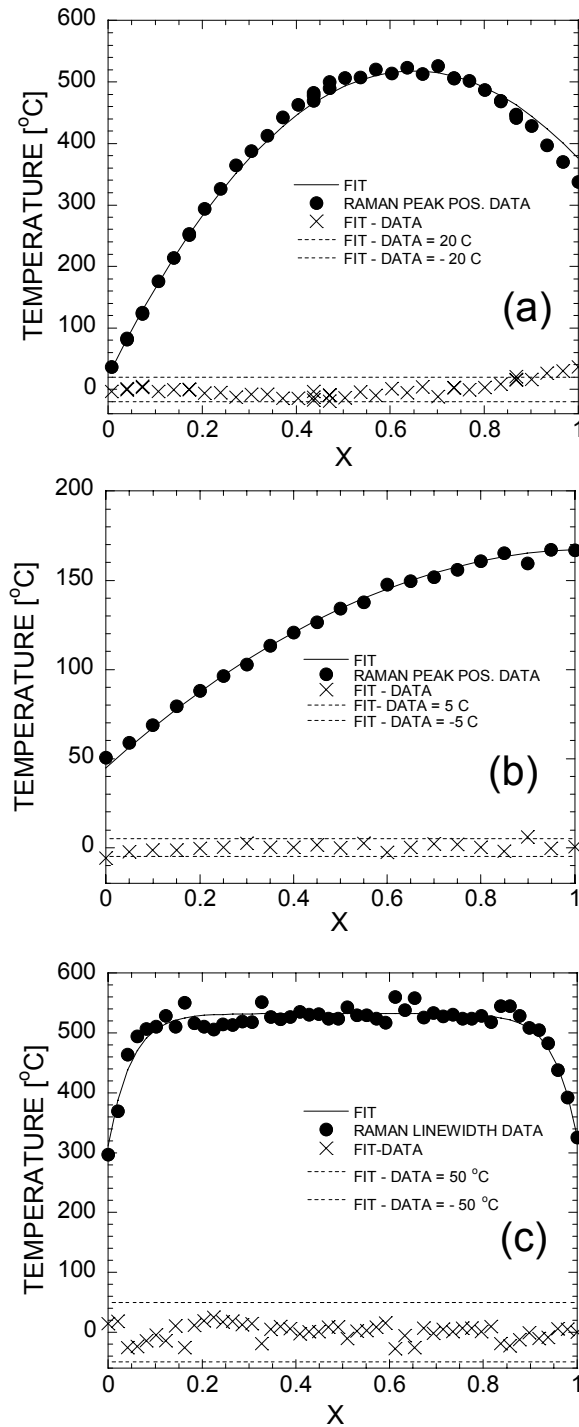 600
500
400
300
200
100
0
TEMPERATURE [°C]
FIT
RAMAN PEAK POS. DATA
FIT - DATA
FIT - DATA = 20 C
FIT - DATA = - 20 C
(a)
0 0.2 0.4 0.6 0.8 1
X
200
150
100
50
0
TEMPERATURE [°C]
FIT
RAMAN PEAK POS. DATA
FIT - DATA
FIT- DATA = 5 C
FIT - DATA = -5 C
(b)
0 0.2 0.4 0.6 0.8 1
X
600
500
400
300
200
100
0
TEMPERATURE [°C]
FIT
RAMAN LINEWIDTH DATA
FIT-DATA
FIT - DATA = 50 °C
FIT - DATA = - 50 °C
(c)
0 0.2 0.4 0.6 0.8 1
X